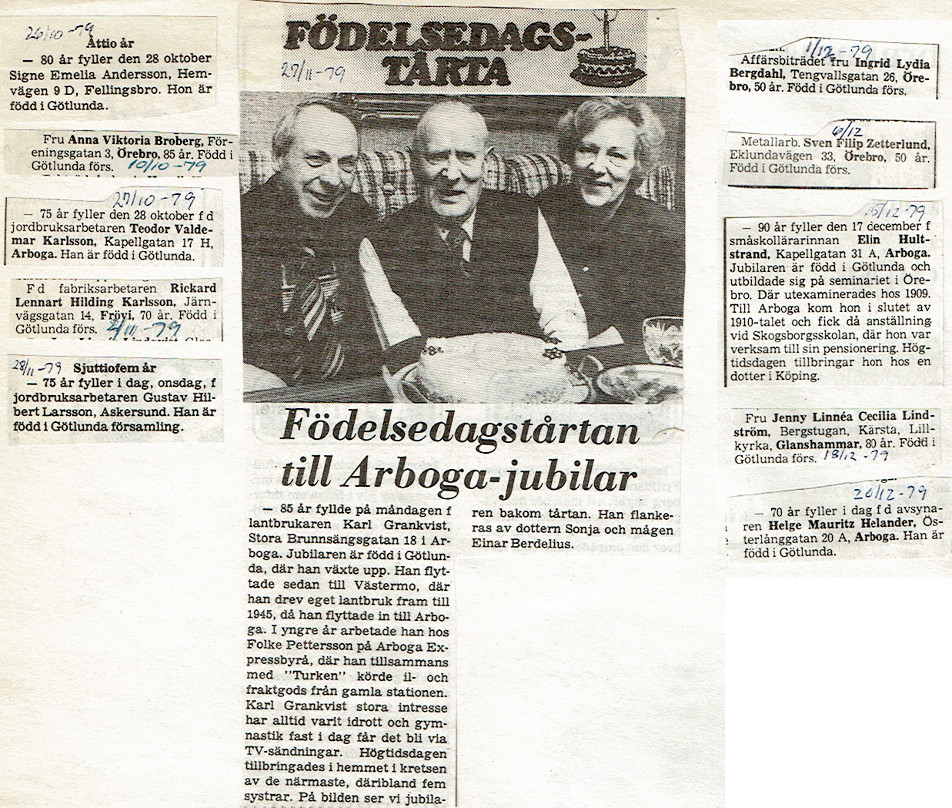 26/10-79
Åttio år
— 80 år fyller den 28 oktober
Signe Emelia Andersson, Hem-
vägen 9 D, Fellingsbro. Hon är
född i Götlunda.
Fru Anna Viktoria Broberg, För-
eningsgatan 3, Örebro, 85 år. Född i
Götlunda förs. 10/10-79
27/10-79
— 75 år fyller den 28 oktober f d
jordbruksarbetaren Teodor Valde-
mar Karlsson, Kapellgatan 17 H,
Arboga. Han är född i Götlunda.
F d fabriksarbetaren Rickard
Lennart Hilding Karlsson, Järn-
vägsgatan 14, Frövi, 70 år. Född i
Götlunda förs. 2/11-79
28/11-79 Sjuttiofem år
— 75 år fyller i dag, onsdag, f
jordbruksarbetaren Gustav Hil-
bert Larsson, Askersund. Han är
född i Götlunda församling.
FÖDELSEDAGS-
TÅRTA
27/11-79
Födelsedagstårtan
till Arboga-jubilar
— 85 år fyllde på måndagen f
lantbrukaren Karl Grankvist,
Stora Brunnsängsgatan 18 i Ar-
boga. Jubilaren är född i Götlun-
da, där han växte upp. Han flyt-
tade sedan till Västermo, där
han drev eget lantbruk fram till
1945, då han flyttade in till Arbo-
ga. I yngre år arbetade han hos
Folke Pettersson på Arboga Ex-
pressbyrå, där han tillsammans
med "Turken" körde il- och
fraktgods från gamla stationen.
Karl Grankvist stora intresse
har alltid varit idrott och gym-
nastik fast i dag får det bli via
TV-sändningar. Högtidsdagen
tillbringades i hemmet i kretsen
av de närmaste, däribland fem
systrar. På bilden ser vi jubila-
ren bakom tårtan. Han flanke-
ras av dottern Sonja och mågen
Einar Berdelius.
1/12-79
Affärsbiträdet fru Ingrid Lydia
Bergdahl, Tengvallsgatan 26, Öre-
bro, 50 år. Född i Götlunda förs.
6/12
Metallarb. Sven Filip Zetterlund,
Eklundavägen 33, Örebro, 50 år.
Född i Götlunda förs.
15/12-79
— 90 år fyller den 17 december f
småskollärarinnan Elin Hult-
strand, Kapellgatan 31 A, Arboga.
Jubilaren är född i Götlunda och
utbildade sig på seminariet i Öre-
bro. Där utexaminerades hos 1909.
Till Arboga kom hon i slutet av
1910-talet och fick då anställning
vid Skogsborgsskolan, där hon var
verksam till sin pensionering. Hög-
tidsdagen tillbringar hon hos en
dotter i Köping.
Fru Jenny Linnéa Cecilia Lind-
ström, Bergstugan, Kärsta, Lill-
kyrka, Glanshammar, 80 år. Född i
Götlunda förs. 18/12-79
20/12-79
— 70 år fyller i dag f d avsyna-
ren Helge Mauritz Helander, Ös-
terlånggatan 20 A, Arboga. Han är
född i Götlunda.